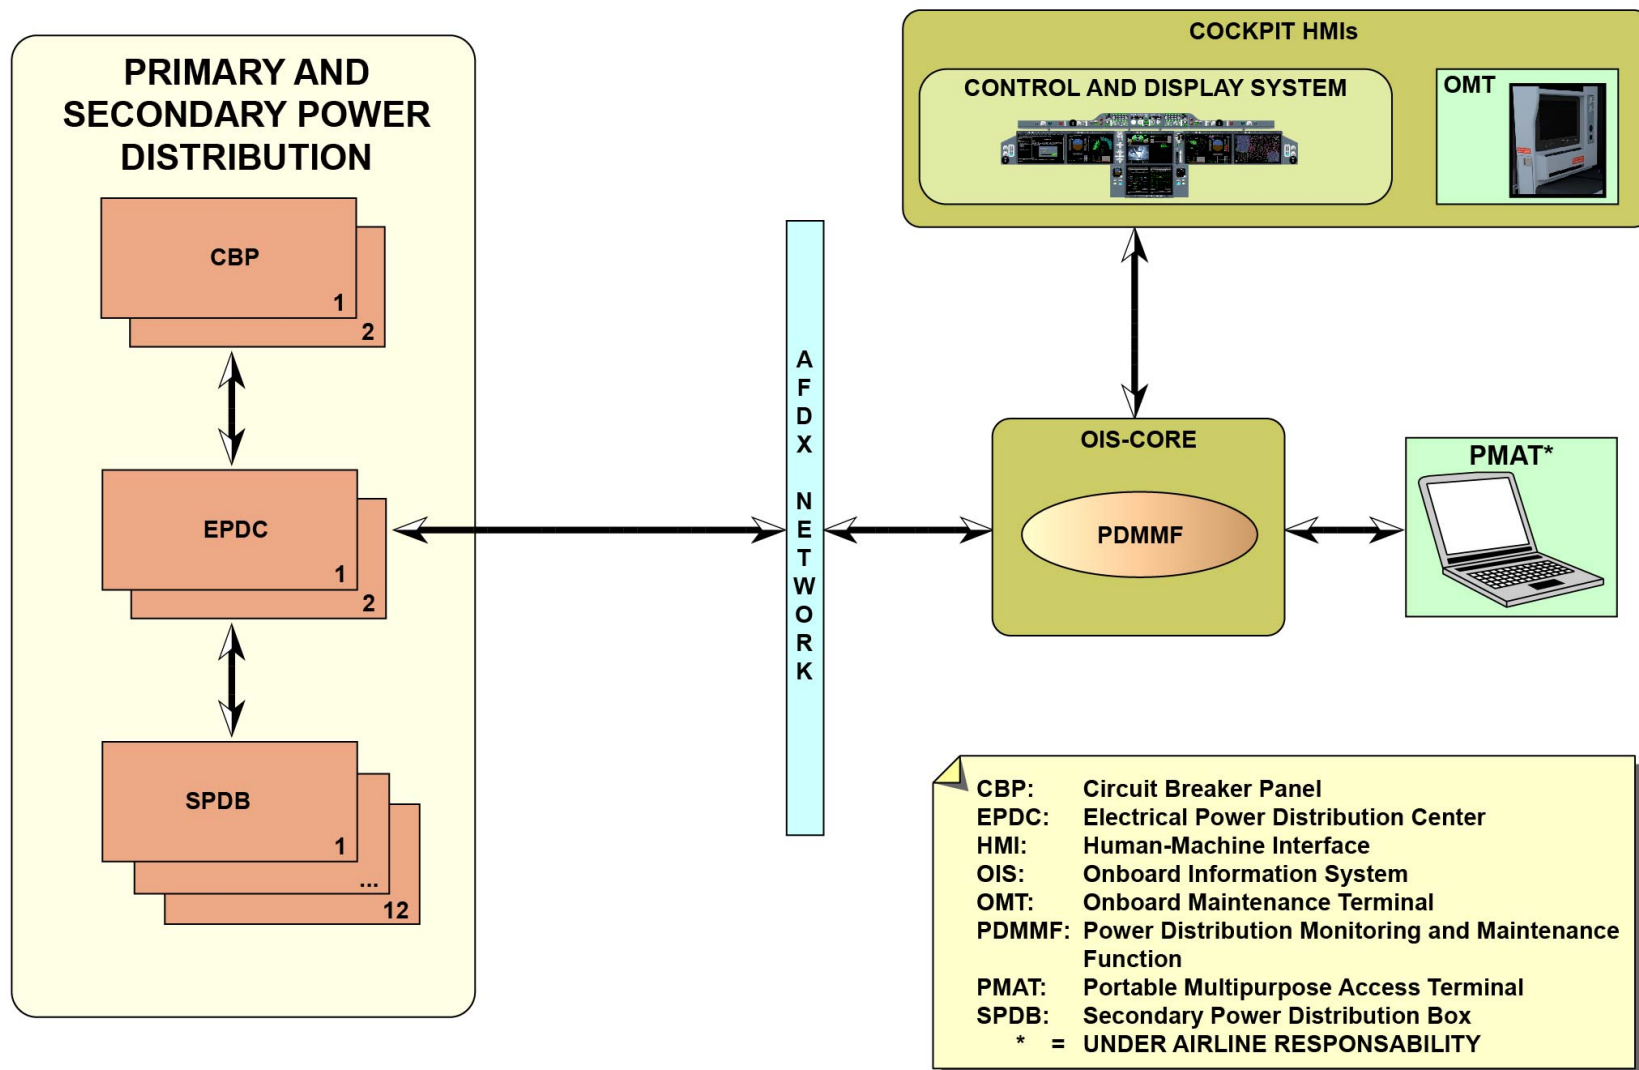 PRIMARY AND
SECONDARY POWER
DISTRIBUTION
CBP
1
2
EPDC
1
2
SPDB
1
...
12
AFDX NETWORK
COCKPIT HMIs
CONTROL AND DISPLAY SYSTEM
OMT
OIS-CORE
PDMMF
PMAT*
CBP: Circuit Breaker Panel
EPDC: Electrical Power Distribution Center
HMI: Human-Machine Interface
OIS: Onboard Information System
OMT: Onboard Maintenance Terminal
PDMMF: Power Distribution Monitoring and Maintenance
Function
PMAT: Portable Multipurpose Access Terminal
SPDB: Secondary Power Distribution Box
* = UNDER AIRLINE RESPONSABILITY